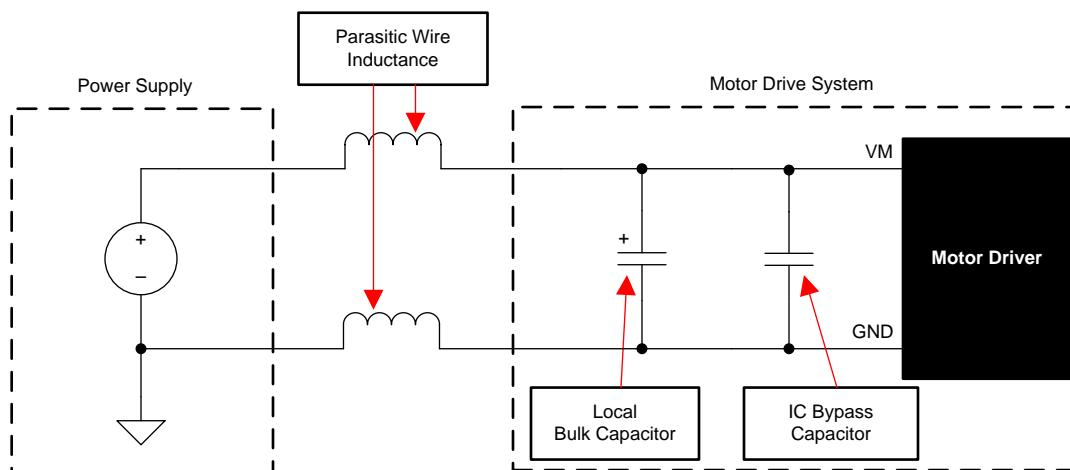 Parasitic Wire
Inductance
Power Supply
Motor Drive System
VM
+
–
+
Motor Driver
GND
Local
Bulk Capacitor
IC Bypass
Capacitor